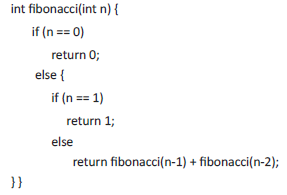 int fibonacci(int n) {
if (n == 0)
return 0;
else {
if (n == 1)
return 1;
else
return fibonacci(n-1) + fibonacci(n-2);
} }